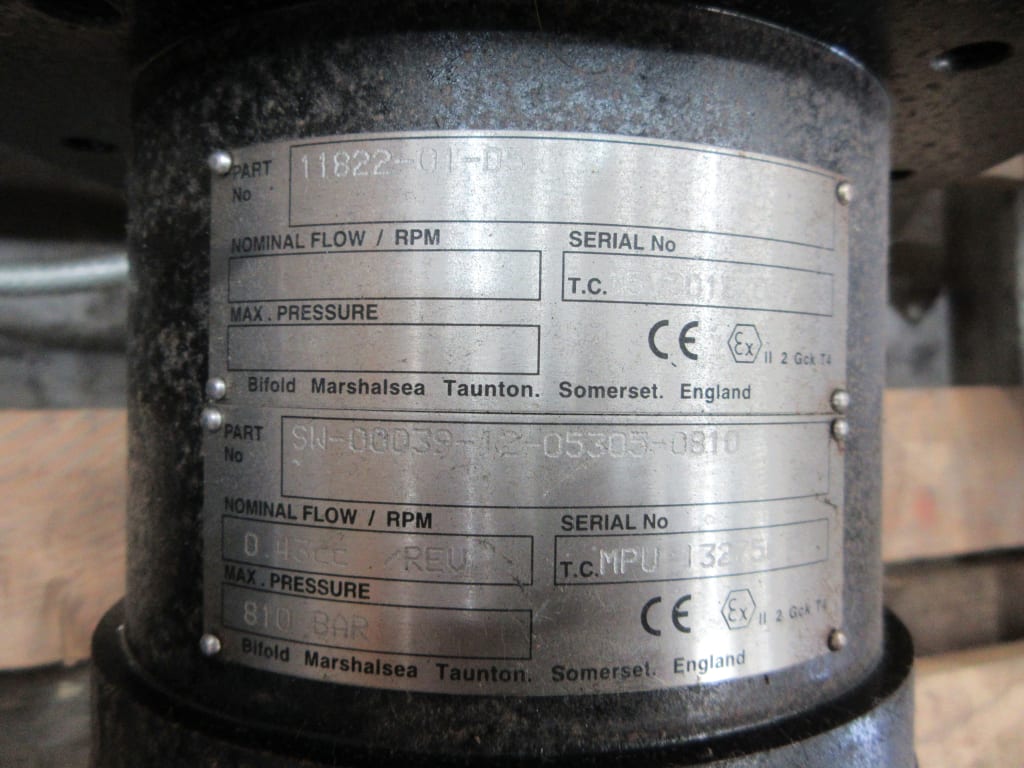 PART No 11822-01-05
NOMINAL FLOW / RPM SERIAL No
T.C.
MAX. PRESSURE
CE Ex II 2 Gck T4
Bifold Marshalsea Taunton. Somerset. England
PART No SW-00039-12-05305-0810
NOMINAL FLOW / RPM SERIAL No
0.43cc /REV T.C. MPU 13275
MAX. PRESSURE
810 BAR CE Ex II 2 Gck T4
Bifold Marshalsea Taunton. Somerset. England